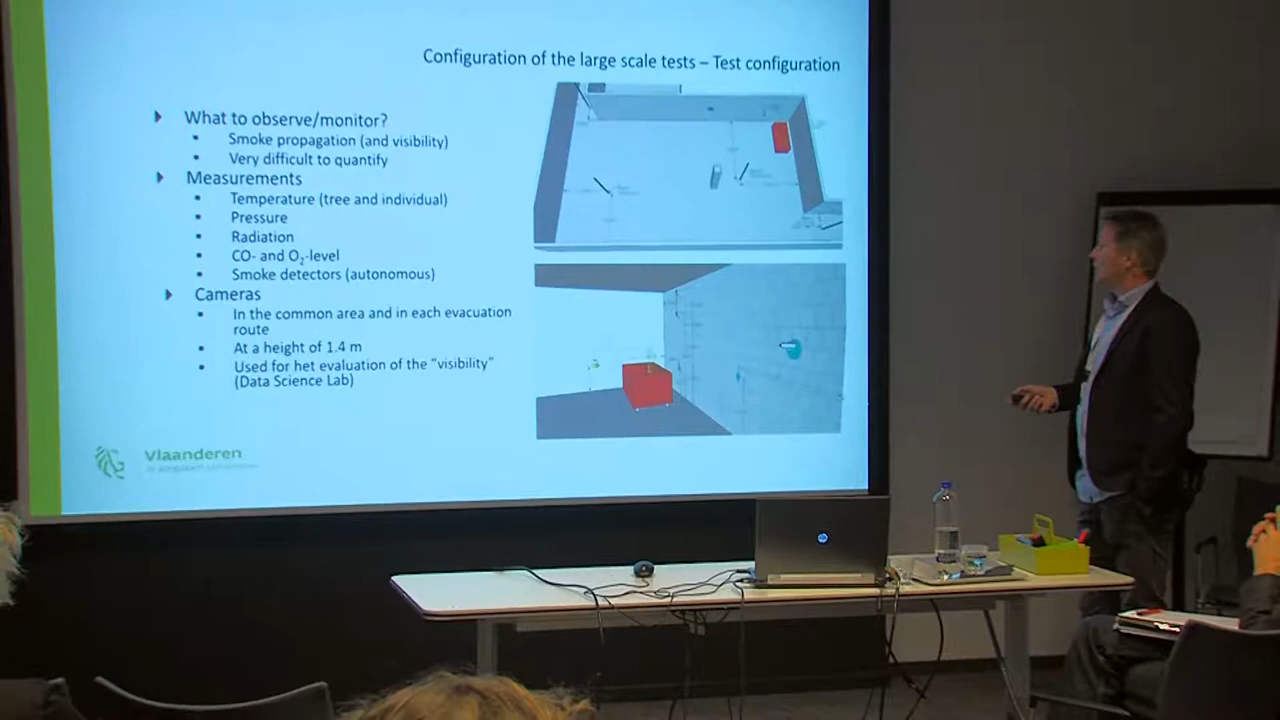 Configuration of the large scale tests – Test configuration
What to observe/monitor?
Smoke propagation (and visibility)
Very difficult to quantify
Measurements
Temperature (tree and individual)
Pressure
Radiation
CO- and O₂-level
Smoke detectors (autonomous)
Cameras
In the common area and in each evacuation
route
At a height of 1.4 m
Used for het evaluation of the “visibility”
(Data Science Lab)
Vlaanderen
hp